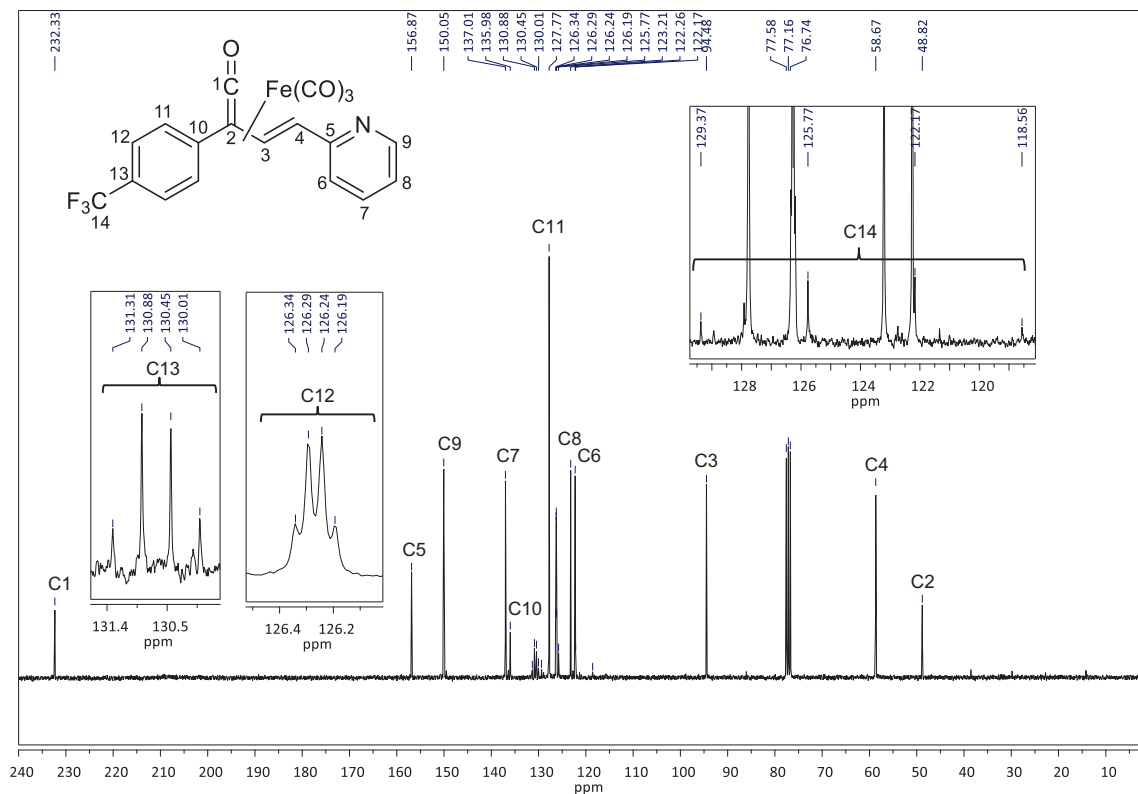 232.33
156.87
150.05
137.01
135.98
130.88
130.45
130.01
127.77
126.34
126.29
126.24
126.19
125.77
123.21
122.26
122.17
94.48
77.58
77.16
76.74
58.67
48.82
O
1C
Fe(CO)3
11
12
10
2
5
N
9
3
4
13
6
8
F3C
14
7
129.37
125.77
122.17
118.56
C14
128 126 124 122 120
ppm
C11
131.31
130.88
130.45
130.01
C13
131.4 130.5
ppm
126.34
126.29
126.24
126.19
C12
126.4 126.2
ppm
C1
C5
C9
C7
C10
C8
C6
C3
C4
C2
240 230 220 210 200 190 180 170 160 150 140 130 120 110 100 90 80 70 60 50 40 30 20 10
ppm